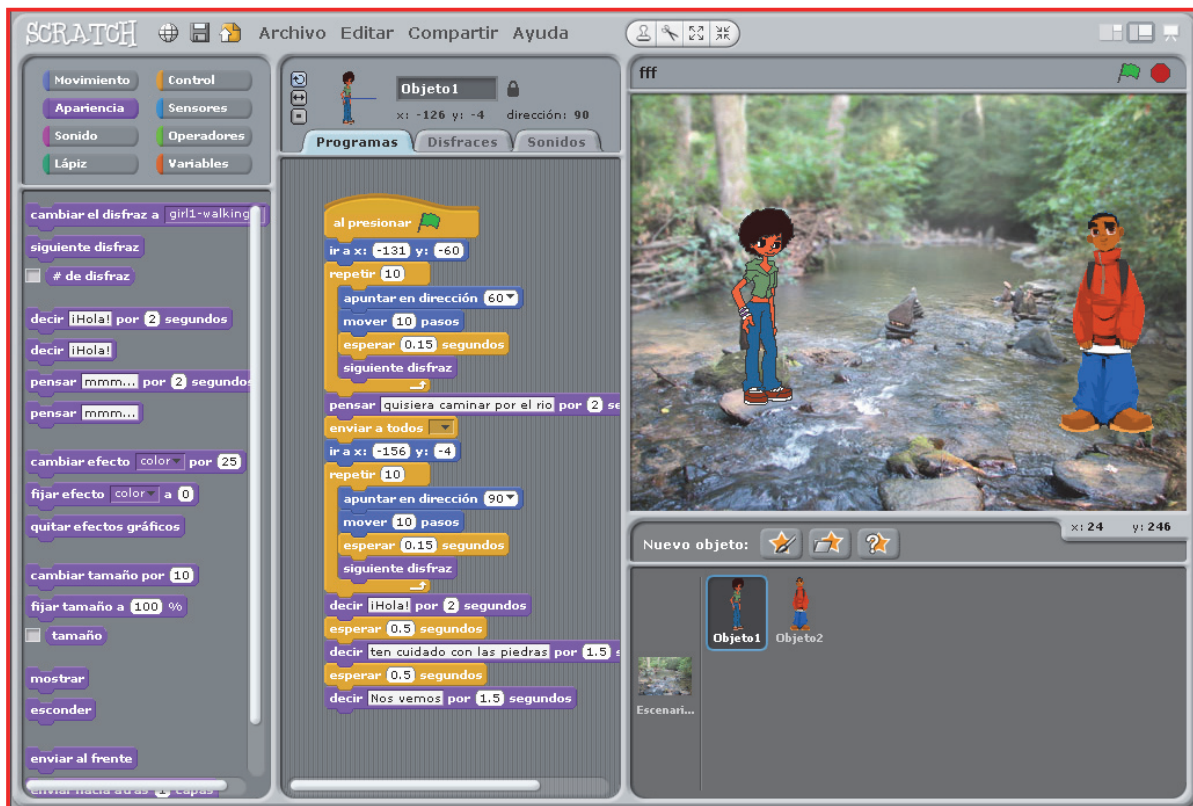 SCRATCH Archivo Editar Compartir Ayuda
Movimiento Control
Apariencia Sensores
Sonido Operadores
Lápiz Variables
cambiar el disfraz a girl1-walking
siguiente disfraz
# de disfraz
decir ¡Hola! por 2 segundos
decir ¡Hola!
pensar mmm... por 2 segundos
pensar mmm...
cambiar efecto color por 25
fijar efecto color a 0
quitar efectos gráficos
cambiar tamaño por 10
fijar tamaño a 100 %
tamaño
mostrar
esconder
enviar al frente
enviar hacia atrás 1 capas
Objeto1
x: -126 y: -4 dirección: 90
Programas Disfraces Sonidos
al presionar
ir a x: -131 y: -60
repetir 10
apuntar en dirección 60
mover 10 pasos
esperar 0.15 segundos
siguiente disfraz
pensar quisiera caminar por el rio por 2 se
enviar a todos
ir a x: -156 y: -4
repetir 10
apuntar en dirección 90
mover 10 pasos
esperar 0.15 segundos
siguiente disfraz
decir ¡Hola! por 2 segundos
esperar 0.5 segundos
decir ten cuidado con las piedras por 1.5 s
esperar 0.5 segundos
decir Nos vemos por 1.5 segundos
fff
x: 24 y: 246
Nuevo objeto:
Objeto1 Objeto2
Escenari...